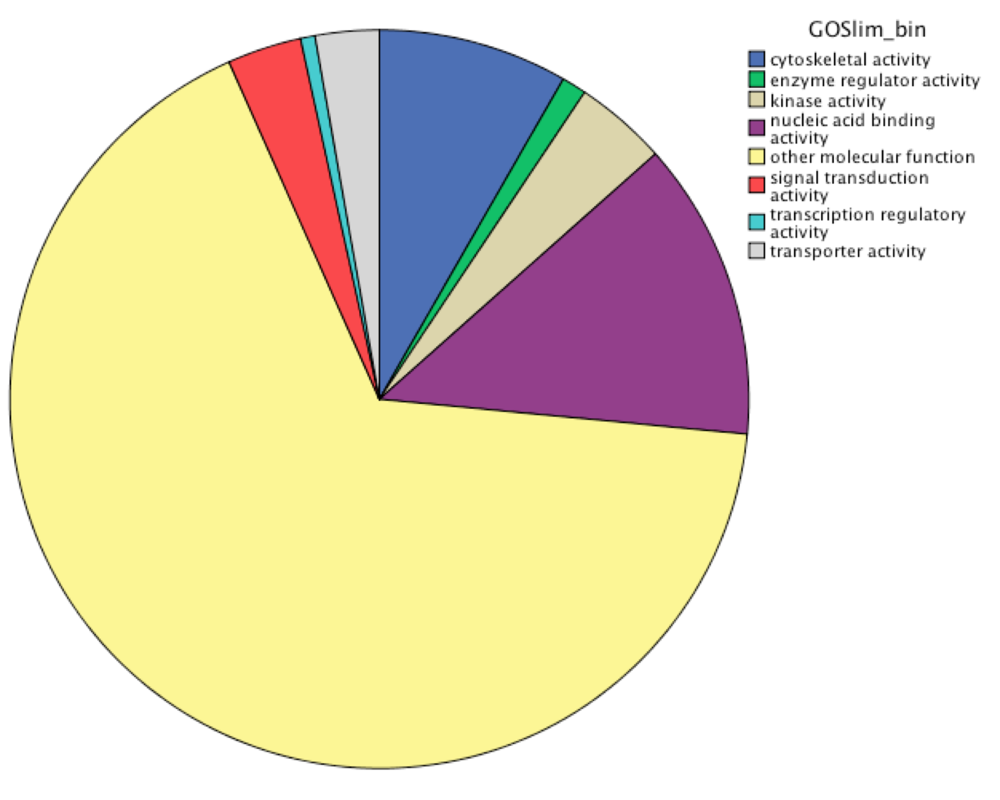 GOSlim_bin
cytoskeletal activity
enzyme regulator activity
kinase activity
nucleic acid binding
activity
other molecular function
signal transduction
activity
transcription regulatory
activity
transporter activity